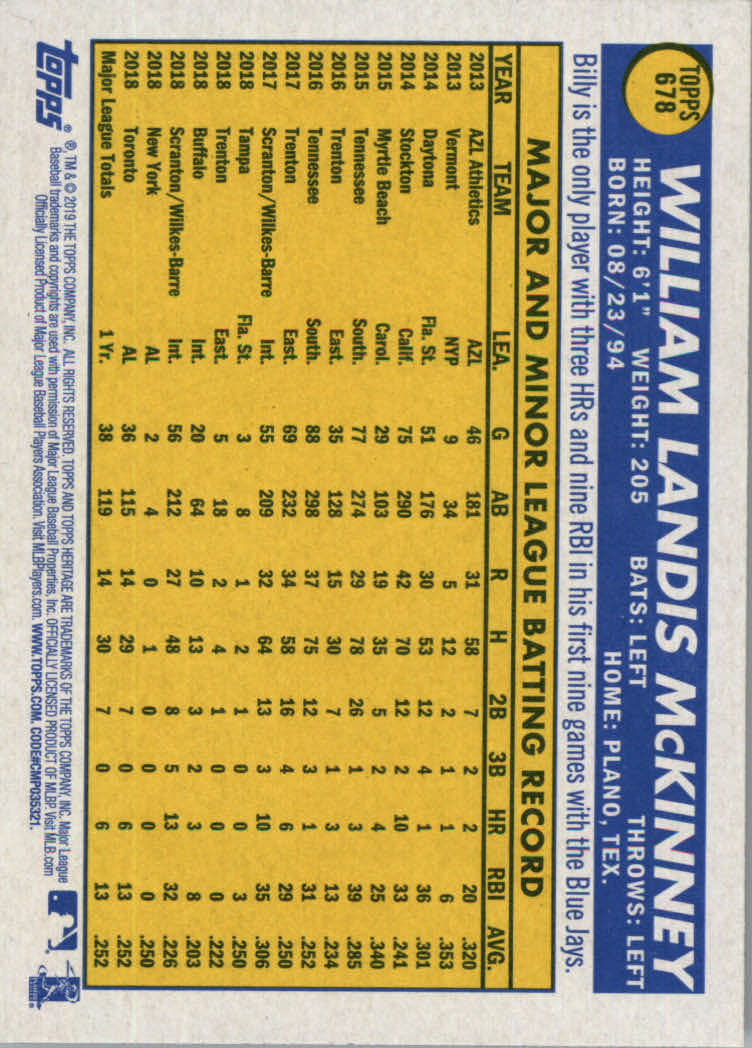 TOPPS
678
WILLIAM LANDIS McKINNEY
HEIGHT: 6'1" WEIGHT: 205 BATS: LEFT THROWS: LEFT
BORN: 08/23/94 HOME: PLANO, TEX.
Billy is the only player with three HRs and nine RBI in his first nine games with the Blue Jays.
MAJOR AND MINOR LEAGUE BATTING RECORD
YEAR TEAM LEA. G AB R H 2B 3B HR RBI AVG.
2013 AZL Athletics AZL 46 181 31 58 7 2 2 20 .320
2013 Vermont NYP 9 34 5 12 2 1 1 6 .353
2014 Daytona Fla. St. 51 176 30 53 12 4 1 36 .301
2014 Stockton Calif. 75 290 42 70 12 2 10 33 .241
2015 Myrtle Beach Carol. 29 103 19 35 5 2 4 25 .340
2015 Tennessee South. 77 274 29 78 26 1 3 39 .285
2016 Trenton East. 35 128 15 30 7 1 3 13 .234
2016 Tennessee South. 88 298 37 75 12 3 1 31 .252
2017 Trenton East. 69 232 34 58 16 4 6 29 .250
2017 Scranton/Wilkes-Barre Int. 55 209 32 64 13 3 10 35 .306
2018 Tampa Fla. St. 3 8 1 2 1 0 0 3 .250
2018 Trenton East. 5 18 2 4 1 0 0 0 .222
2018 Buffalo Int. 20 64 10 13 3 2 3 8 .203
2018 Scranton/Wilkes-Barre Int. 56 212 27 48 8 5 13 32 .226
2018 New York AL 2 4 0 1 0 0 0 0 .250
2018 Toronto AL 36 115 14 29 7 0 6 13 .252
Major League Totals 1 Yr. 38 119 14 30 7 0 6 13 .252
topps ® ®, TM & © 2019 THE TOPPS COMPANY, INC. ALL RIGHTS RESERVED. TOPPS AND TOPPS HERITAGE ARE TRADEMARKS OF THE TOPPS COMPANY, INC. Major League
Baseball trademarks and copyrights are used with permission of Major League Baseball Properties, Inc. OFFICIALLY LICENSED PRODUCT OF MLBP. Visit MLB.com
Officially Licensed Product of Major League Baseball Players Association. Visit MLBPlayers.com. WWW.TOPPS.COM. CODE#CMP035321.